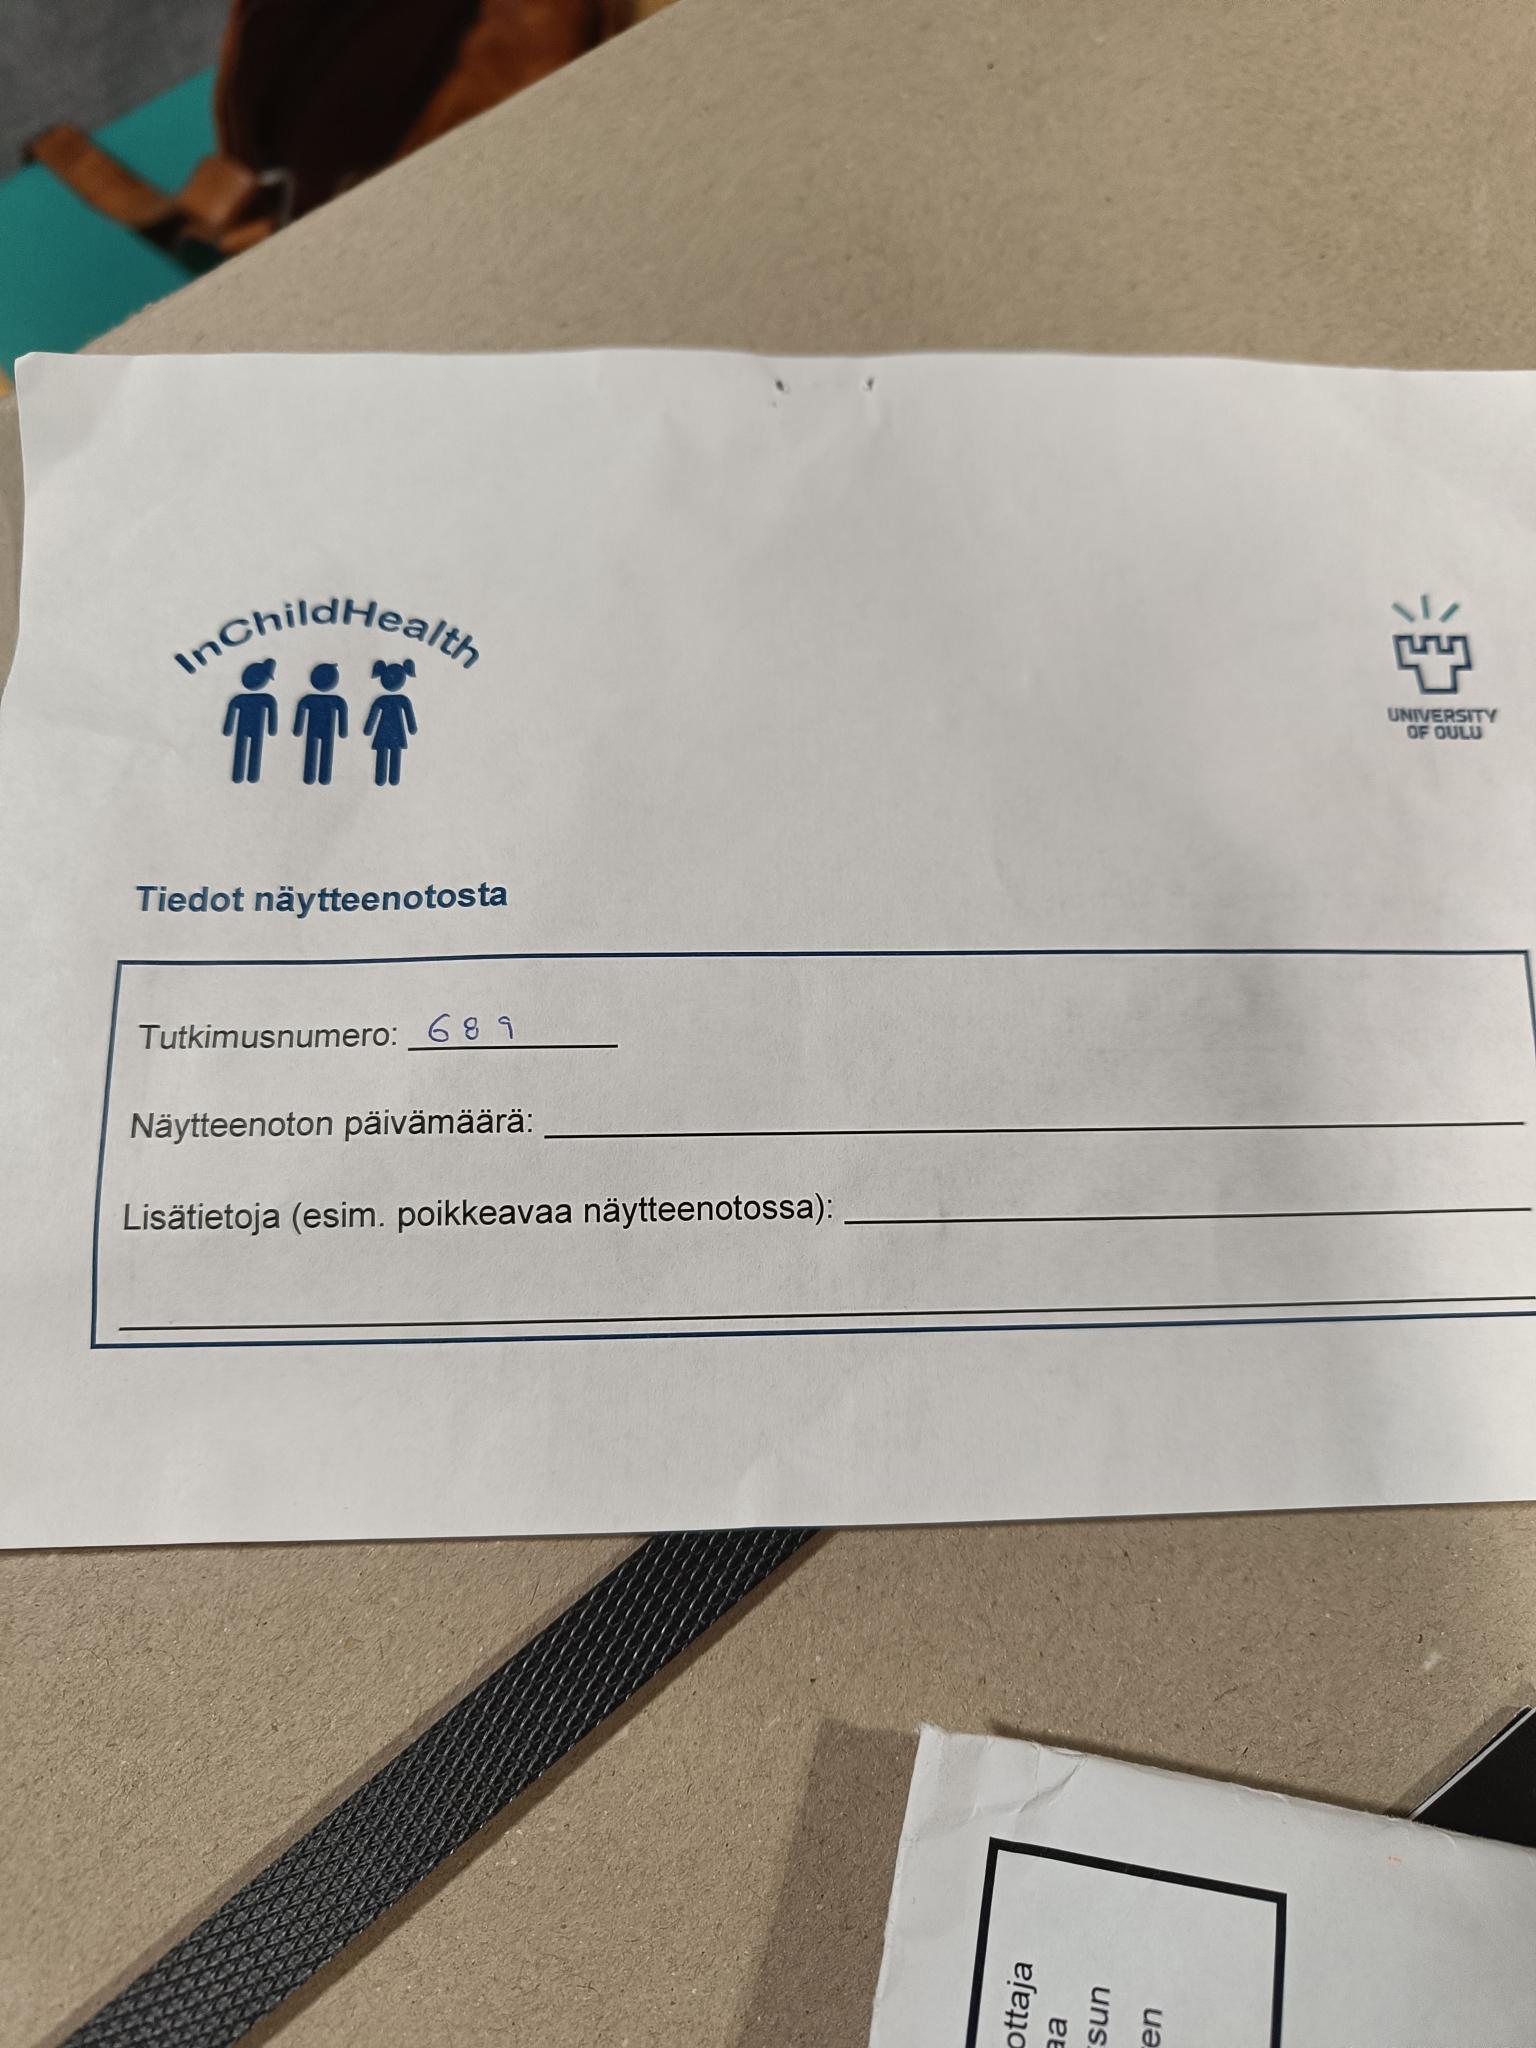 InChildHealth
UNIVERSITY
OF OULU
Tiedot näytteenotosta
Tutkimusnumero: 689
Näytteenoton päivämäärä:
Lisätietoja (esim. poikkeavaa näytteenotossa):